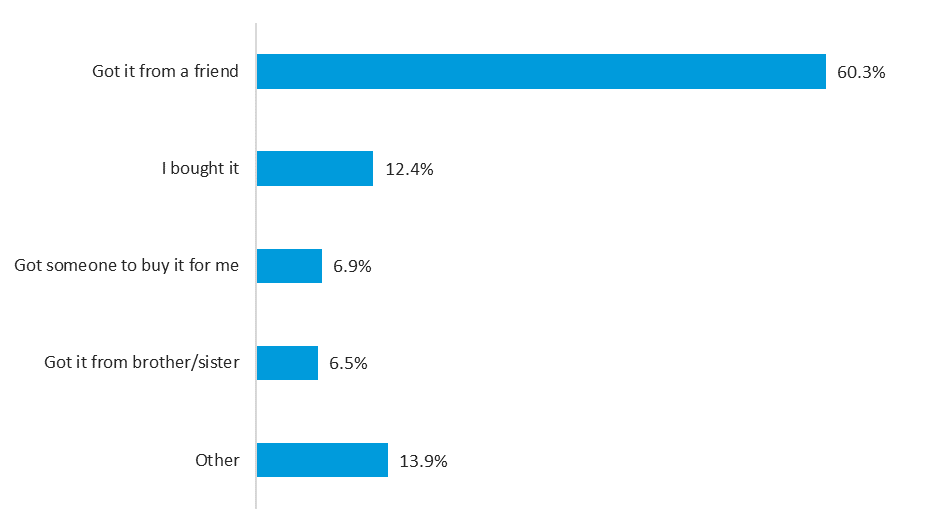 Got it from a friend 60.3%
I bought it 12.4%
Got someone to buy it for me 6.9%
Got it from brother/sister 6.5%
Other 13.9%